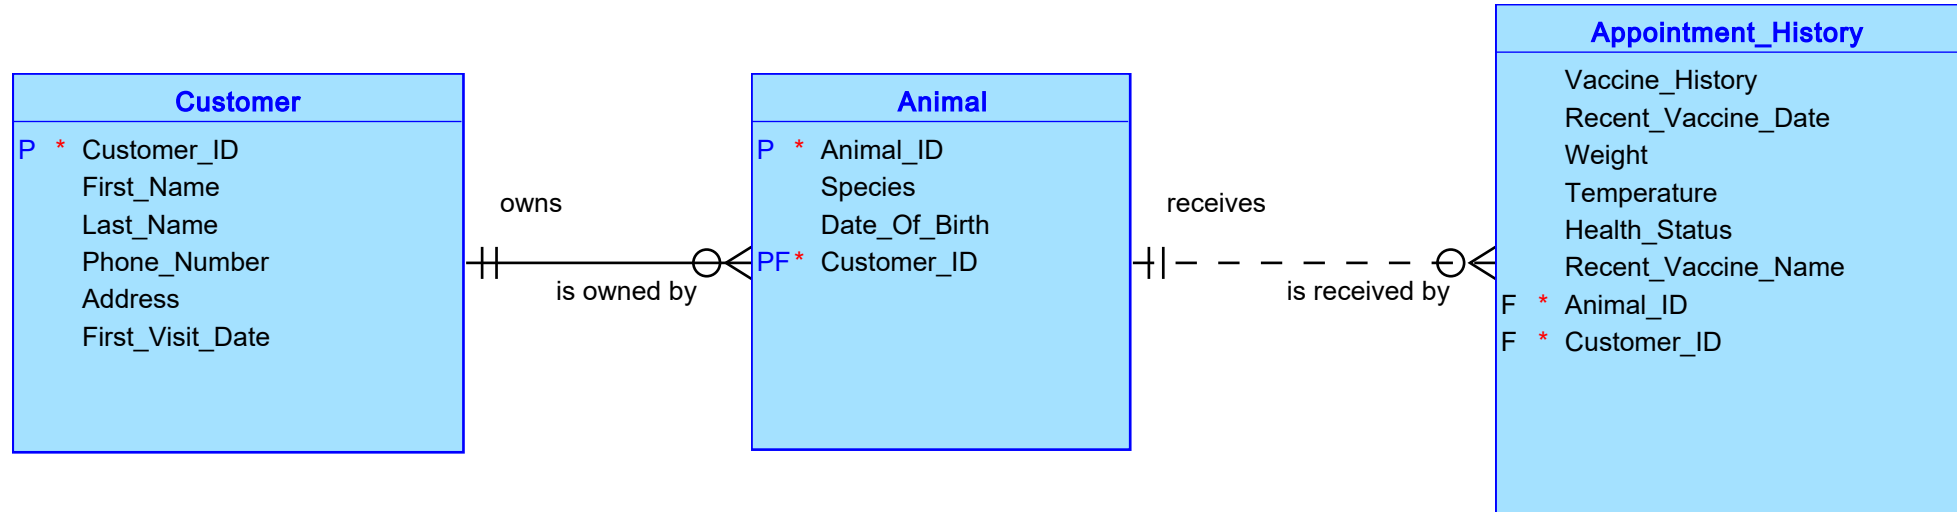 Customer
P * Customer_ID
First_Name
Last_Name
Phone_Number
Address
First_Visit_Date
owns
is owned by
Animal
P * Animal_ID
Species
Date_Of_Birth
PF* Customer_ID
receives
is received by
Appointment_History
Vaccine_History
Recent_Vaccine_Date
Weight
Temperature
Health_Status
Recent_Vaccine_Name
F * Animal_ID
F * Customer_ID